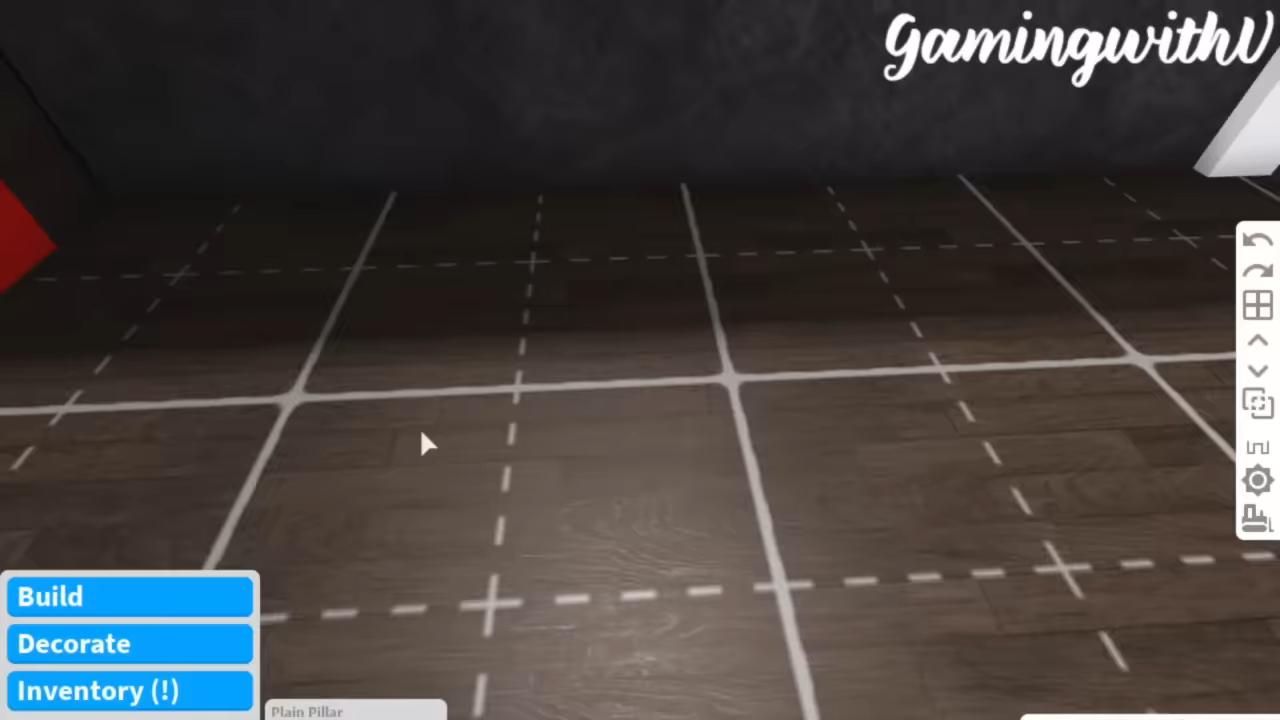 GamingwithV
Build
Decorate
Inventory (!)
Plain Pillar